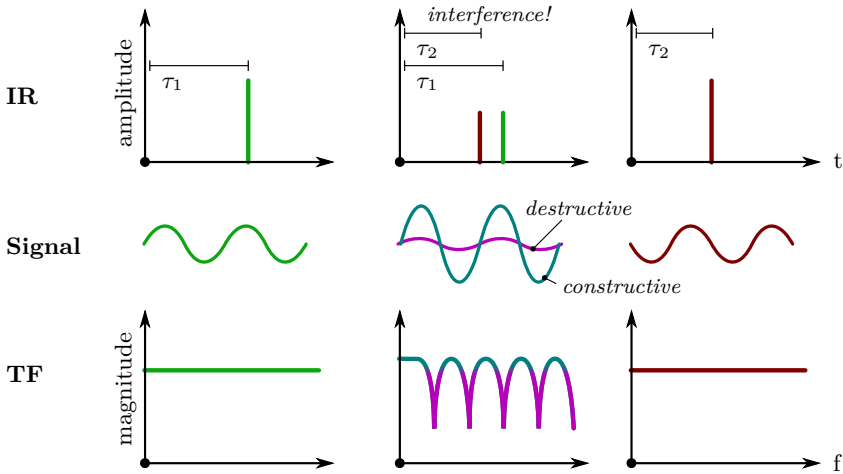 interference!
τ₂
τ₂
τ₁
τ₁
IR
amplitude
t
destructive
Signal
constructive
TF
magnitude
f